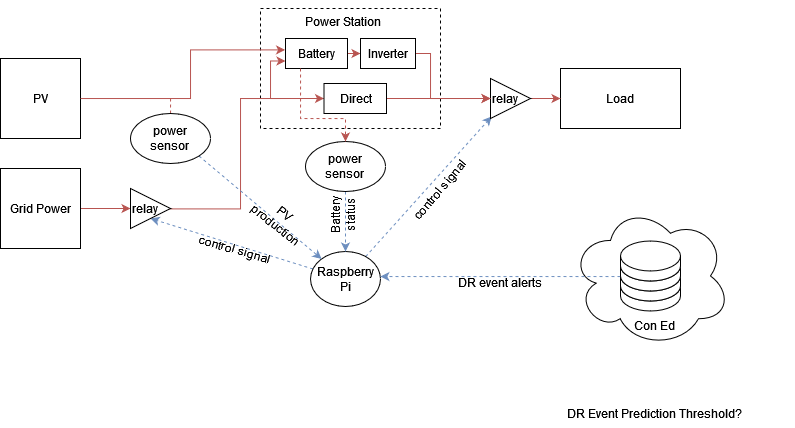 Power Station
Battery
Inverter
PV
Direct
relay
Load
power
sensor
power
sensor
Grid Power
relay
PV
production
Battery
status
control signal
control signal
Raspberry
Pi
DR event alerts
Con Ed
DR Event Prediction Threshold?